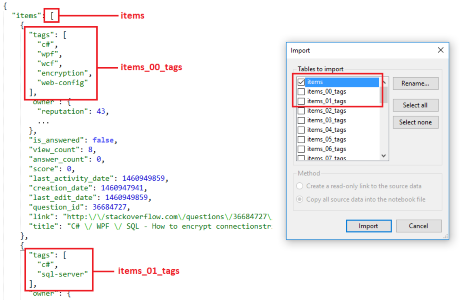 {
"items": [
items
{
"tags": [
"c#",
"wpf",
"wcf",
"encryption",
"web-config"
],
items_00_tags
"owner": {
"reputation": 43,
...
},
"is_answered": false,
"view_count": 8,
"answer_count": 0,
"score": 0,
"last_activity_date": 1460949859,
"creation_date": 1460947941,
"last_edit_date": 1460949859,
"question_id": 36684727,
"link": "http:\/\/stackoverflow.com\/questions\/36684727\
"title": "C# \/ WPF \/ SQL - How to encrypt connectionstr
},
{
"tags": [
"c#",
"sql-server"
],
items_01_tags
"owner": {
Import
Tables to import
items
items_00_tags
items_01_tags
items_02_tags
items_03_tags
items_04_tags
items_05_tags
items_06_tags
items_07_tags
Rename...
Select all
Select none
Method
Create a read-only link to the source data
Copy all source data into the notebook file
Import
Cancel